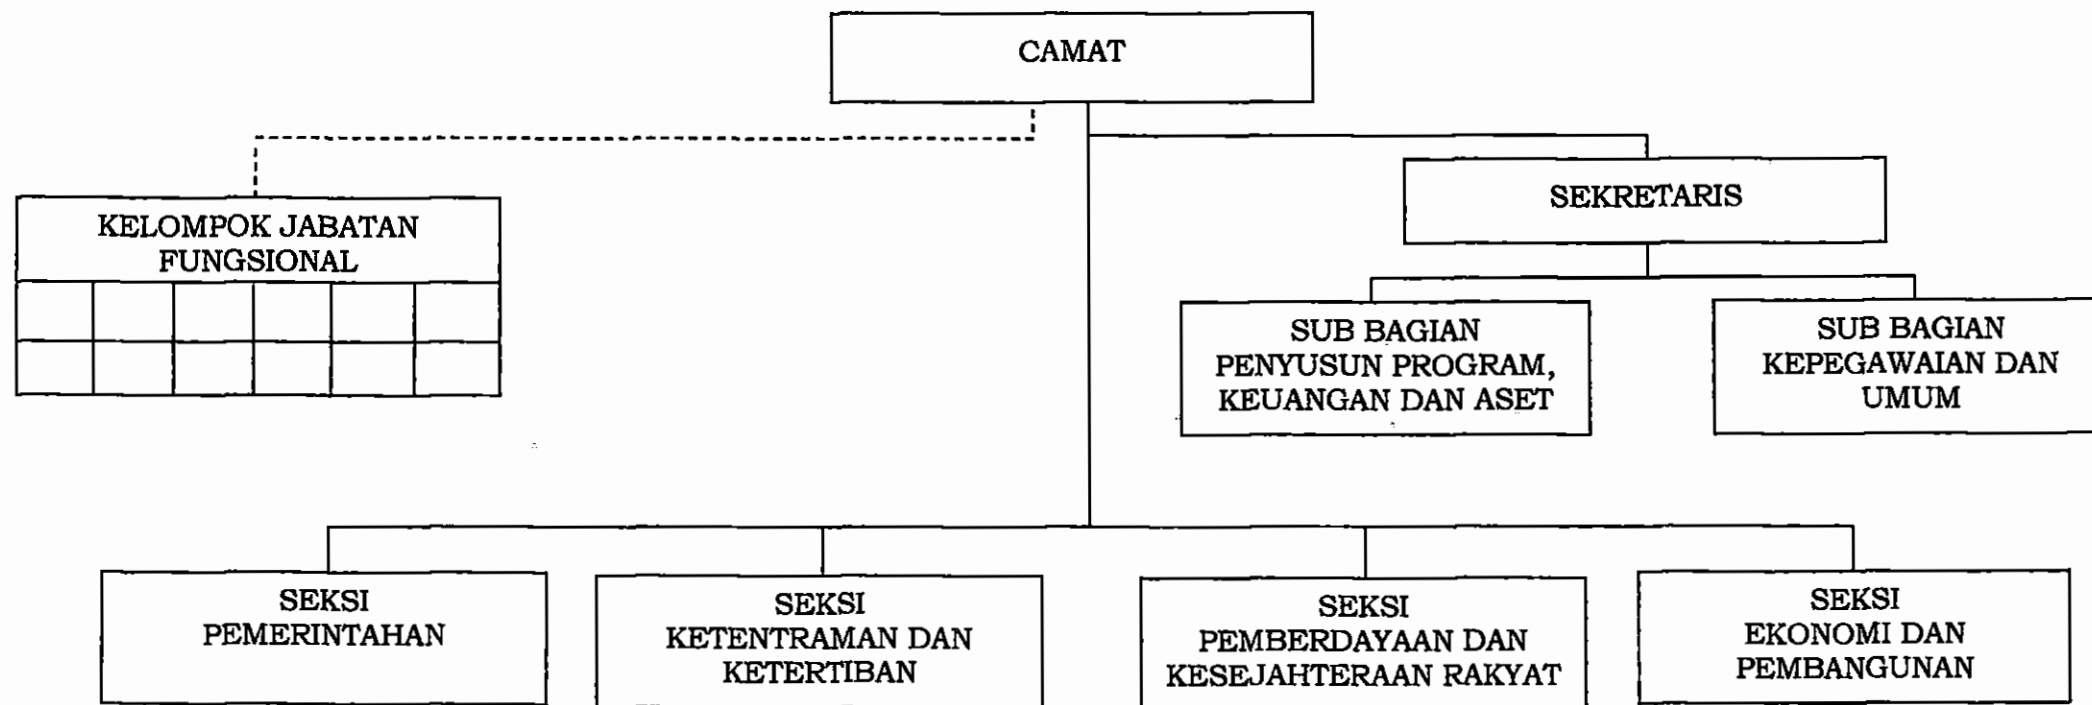 CAMAT
SEKRETARIS
KELOMPOK JABATAN
FUNGSIONAL
SUB BAGIAN
PENYUSUN PROGRAM,
KEUANGAN DAN ASET
SUB BAGIAN
KEPEGAWAIAN DAN
UMUM
SEKSI
PEMERINTAHAN
SEKSI
KETENTRAMAN DAN
KETERTIBAN
SEKSI
PEMBERDAYAAN DAN
KESEJAHTERAAN RAKYAT
SEKSI
EKONOMI DAN
PEMBANGUNAN